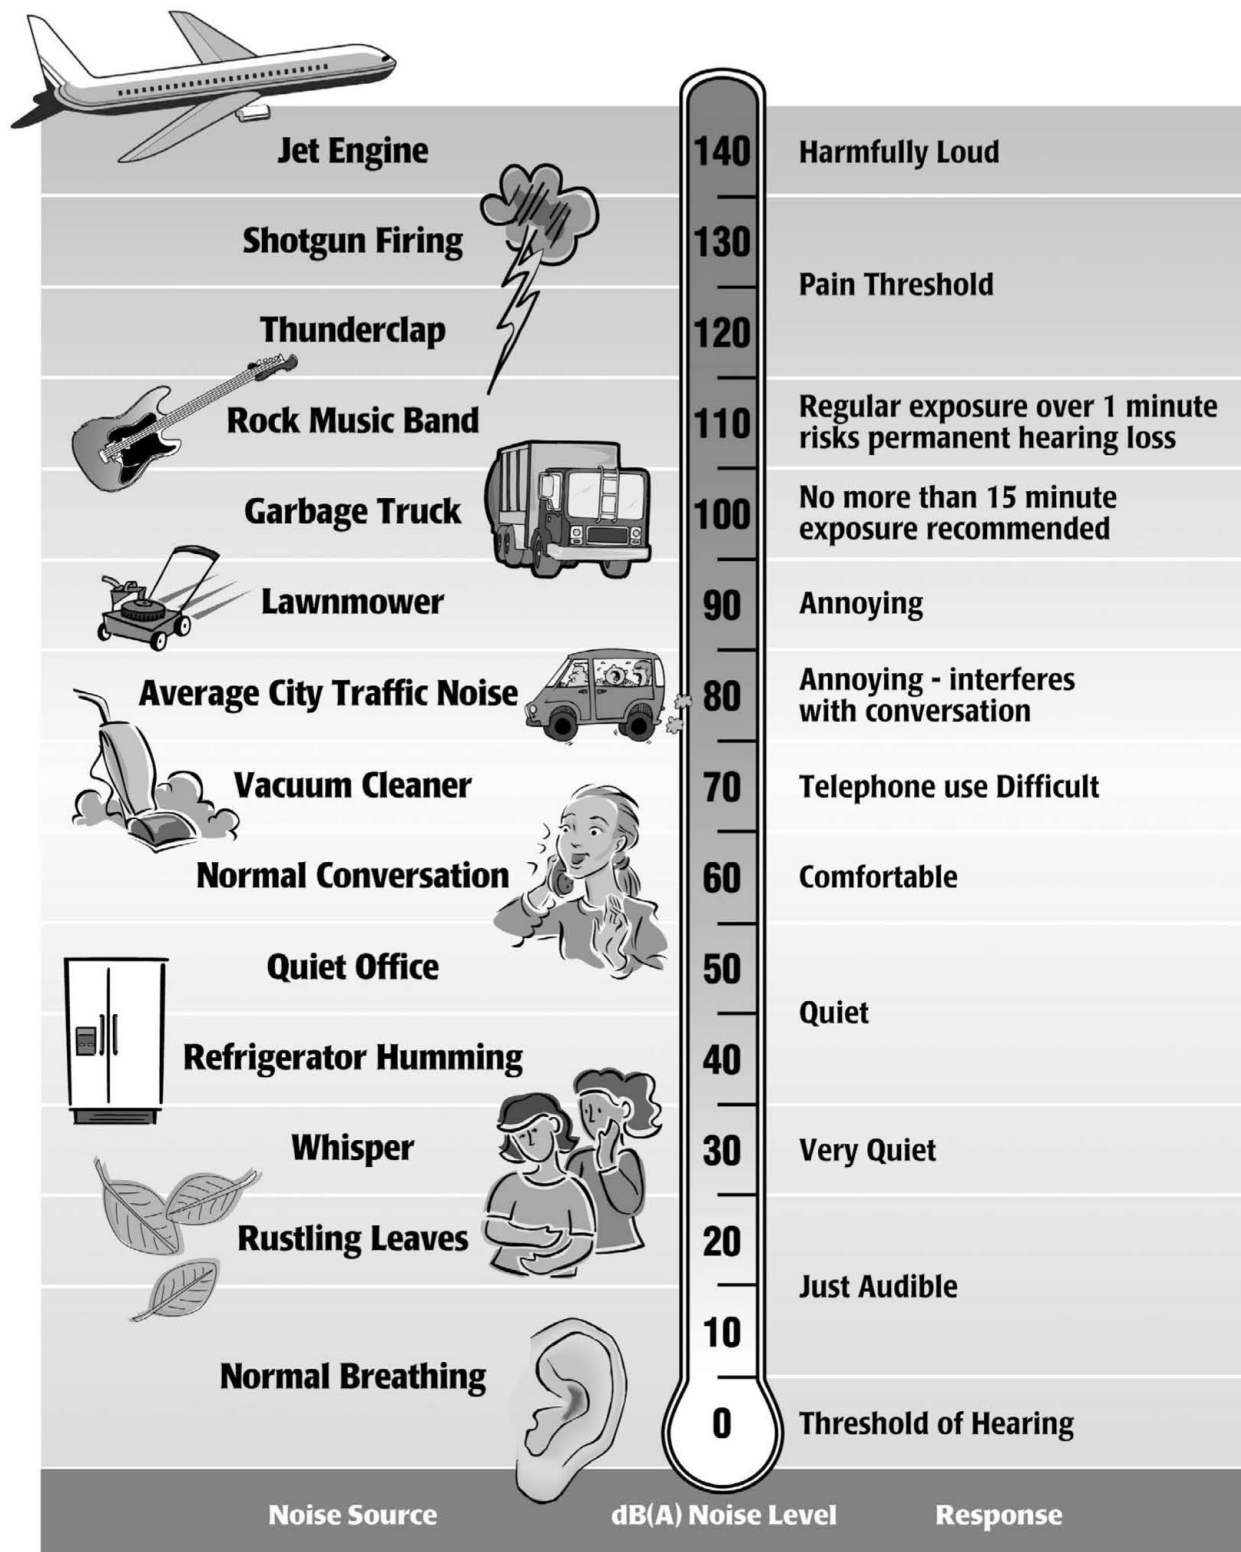 Jet Engine 140 Harmfully Loud
Shotgun Firing 130
Pain Threshold
Thunderclap 120
Rock Music Band 110 Regular exposure over 1 minute
risks permanent hearing loss
Garbage Truck 100 No more than 15 minute
exposure recommended
Lawnmower 90 Annoying
Average City Traffic Noise 80 Annoying - interferes
with conversation
Vacuum Cleaner 70 Telephone use Difficult
Normal Conversation 60 Comfortable
Quiet Office 50
Quiet
Refrigerator Humming 40
Whisper 30 Very Quiet
Rustling Leaves 20
Just Audible
10
Normal Breathing
0 Threshold of Hearing
Noise Source dB(A) Noise Level Response